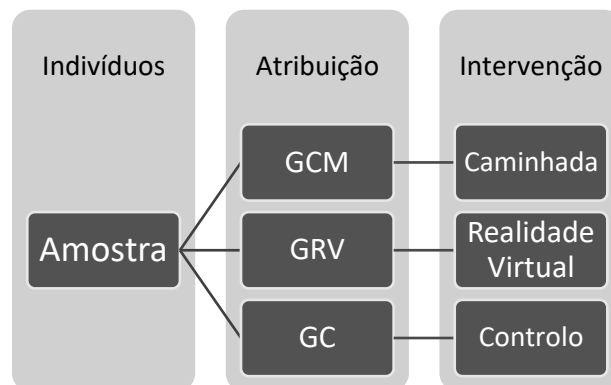 Indivíduos
Atribuição
Intervenção
Amostra
GCM
Caminhada
GRV
Realidade
Virtual
GC
Controlo